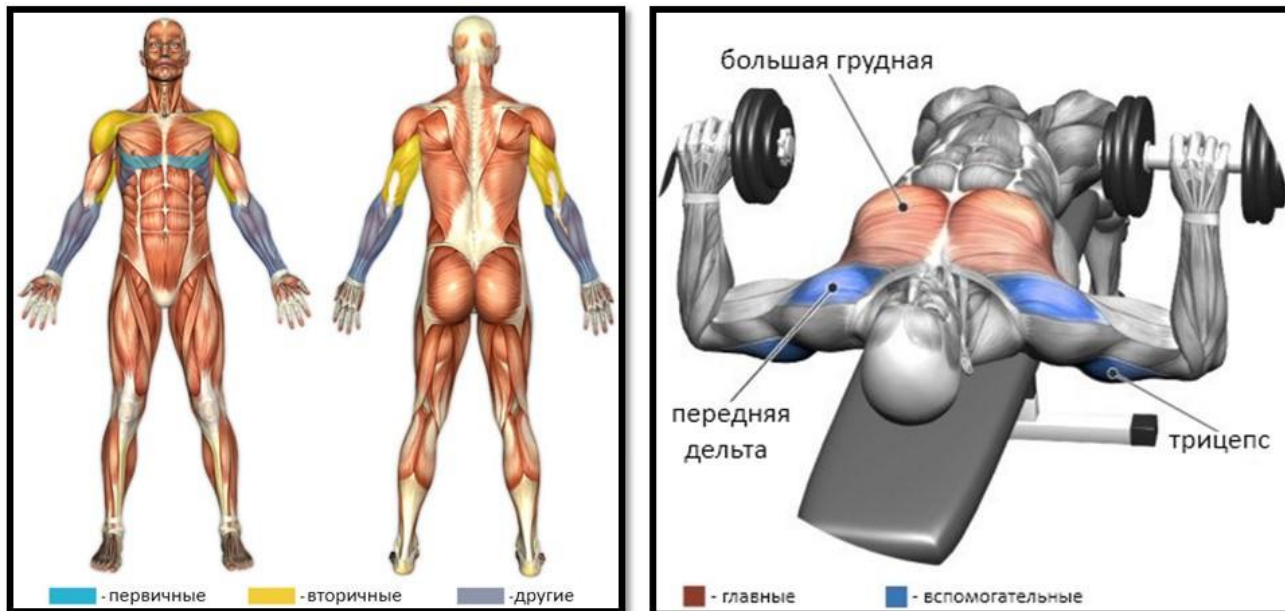 - первичные
- вторичные
- другие
большая грудная
передняя
дельта
трицепс
- главные
- вспомогательные